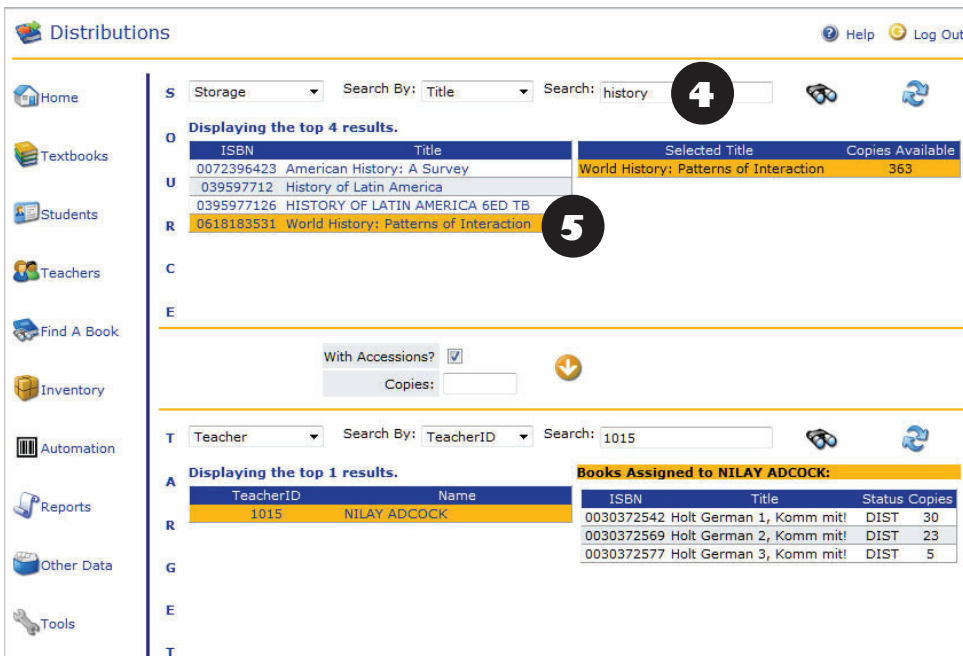 Distributions
Help Log Out
Home
Textbooks
Students
Teachers
Find A Book
Inventory
Automation
Reports
Other Data
Tools
S O U R C E
Storage Search By: Title Search: history 4
Displaying the top 4 results.
ISBN Title
0072396423 American History: A Survey
039597712 History of Latin America
0395977126 HISTORY OF LATIN AMERICA 6ED TB
0618183531 World History: Patterns of Interaction 5
Selected Title Copies Available
World History: Patterns of Interaction 363
With Accessions?
Copies:
T A R G E T
Teacher Search By: TeacherID Search: 1015
Displaying the top 1 results.
TeacherID Name
1015 NILAY ADCOCK
Books Assigned to NILAY ADCOCK:
ISBN Title Status Copies
0030372542 Holt German 1, Komm mit! DIST 30
0030372569 Holt German 2, Komm mit! DIST 23
0030372577 Holt German 3, Komm mit! DIST 5